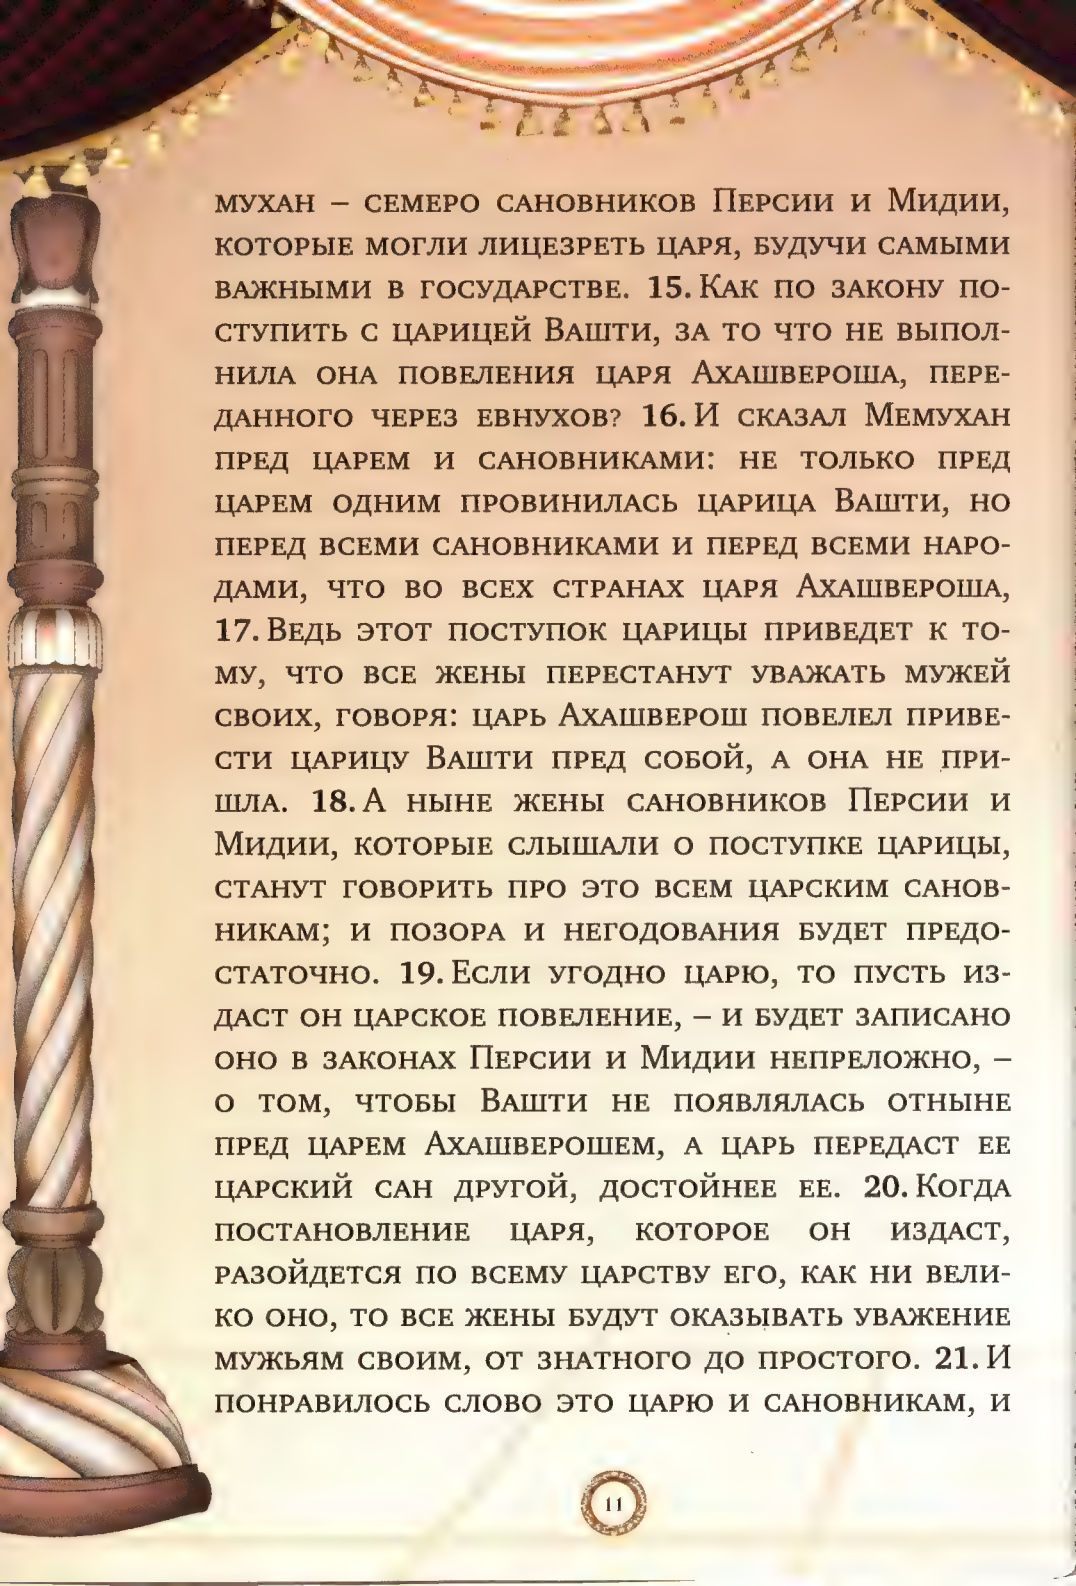 мухан – семеро сановников Персии и Мидии,
которые могли лицезреть царя, будучи самыми
важными в государстве. 15. Как по закону по-
ступить с царицей Вашти, за то что не выпол-
нила она повеления царя Ахашвероша, пере-
данного через евнухов? 16. И сказал Мемухан
пред царем и сановниками: не только пред
царем одним провинилась царица Вашти, но
перед всеми сановниками и перед всеми наро-
дами, что во всех странах царя Ахашвероша,
17. Ведь этот поступок царицы приведет к то-
му, что все жены перестанут уважать мужей
своих, говоря: царь Ахашверош повелел приве-
сти царицу Вашти пред собой, а она не при-
шла. 18. А ныне жены сановников Персии и
Мидии, которые слышали о поступке царицы,
станут говорить про это всем царским санов-
никам; и позора и негодования будет предо-
статочно. 19. Если угодно царю, то пусть из-
даст он царское повеление, – и будет записано
оно в законах Персии и Мидии непреложно, –
о том, чтобы Вашти не появлялась отныне
пред царем Ахашверошем, а царь передаст ее
царский сан другой, достойнее ее. 20. Когда
постановление царя, которое он издаст,
разойдется по всему царству его, как ни вели-
ко оно, то все жены будут оказывать уважение
мужьям своим, от знатного до простого. 21. И
понравилось слово это царю и сановникам, и
11